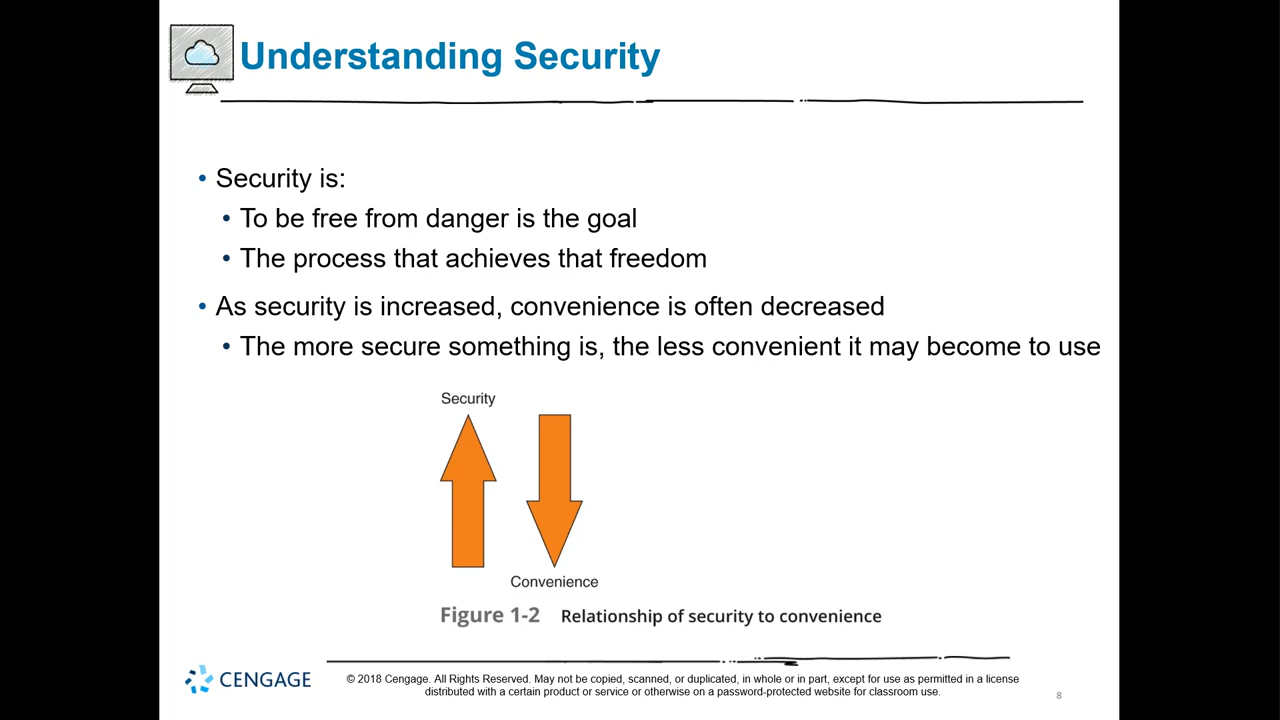 Understanding Security
• Security is:
• To be free from danger is the goal
• The process that achieves that freedom
• As security is increased, convenience is often decreased
• The more secure something is, the less convenient it may become to use
Security
Convenience
Figure 1-2 Relationship of security to convenience
CENGAGE
© 2018 Cengage. All Rights Reserved. May not be copied, scanned, or duplicated, in whole or in part, except for use as permitted in a license
distributed with a certain product or service or otherwise on a password-protected website for classroom use.
8